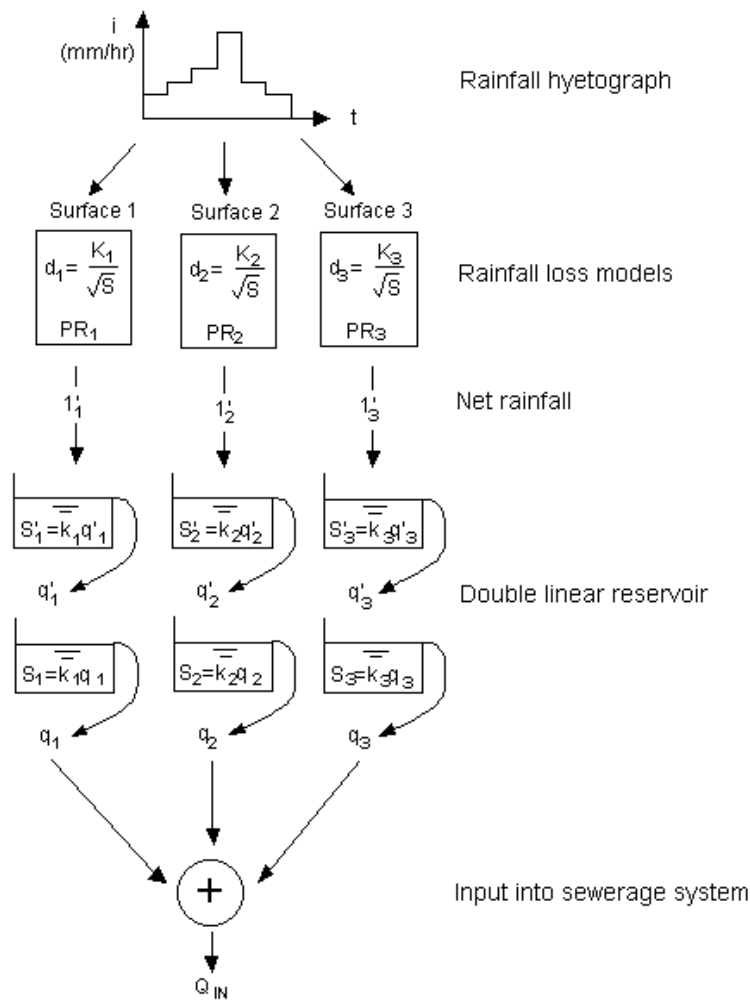 i
(mm/hr)
t
Rainfall hyetograph
Surface 1 Surface 2 Surface 3
d₁ = K₁/√S d₂ = K₂/√S d₃ = K₃/√S
Rainfall loss models
PR₁ PR₂ PR₃
1'₁ 1'₂ 1'₃
Net rainfall
S'₁=k₁q'₁ S'₂=k₂q'₂ S'₃=k₃q'₃
q'₁ q'₂ q'₃
Double linear reservoir
S₁=k₁q₁ S₂=k₂q₂ S₃=k₃q₃
q₁ q₂ q₃
+
Input into sewerage system
Q IN